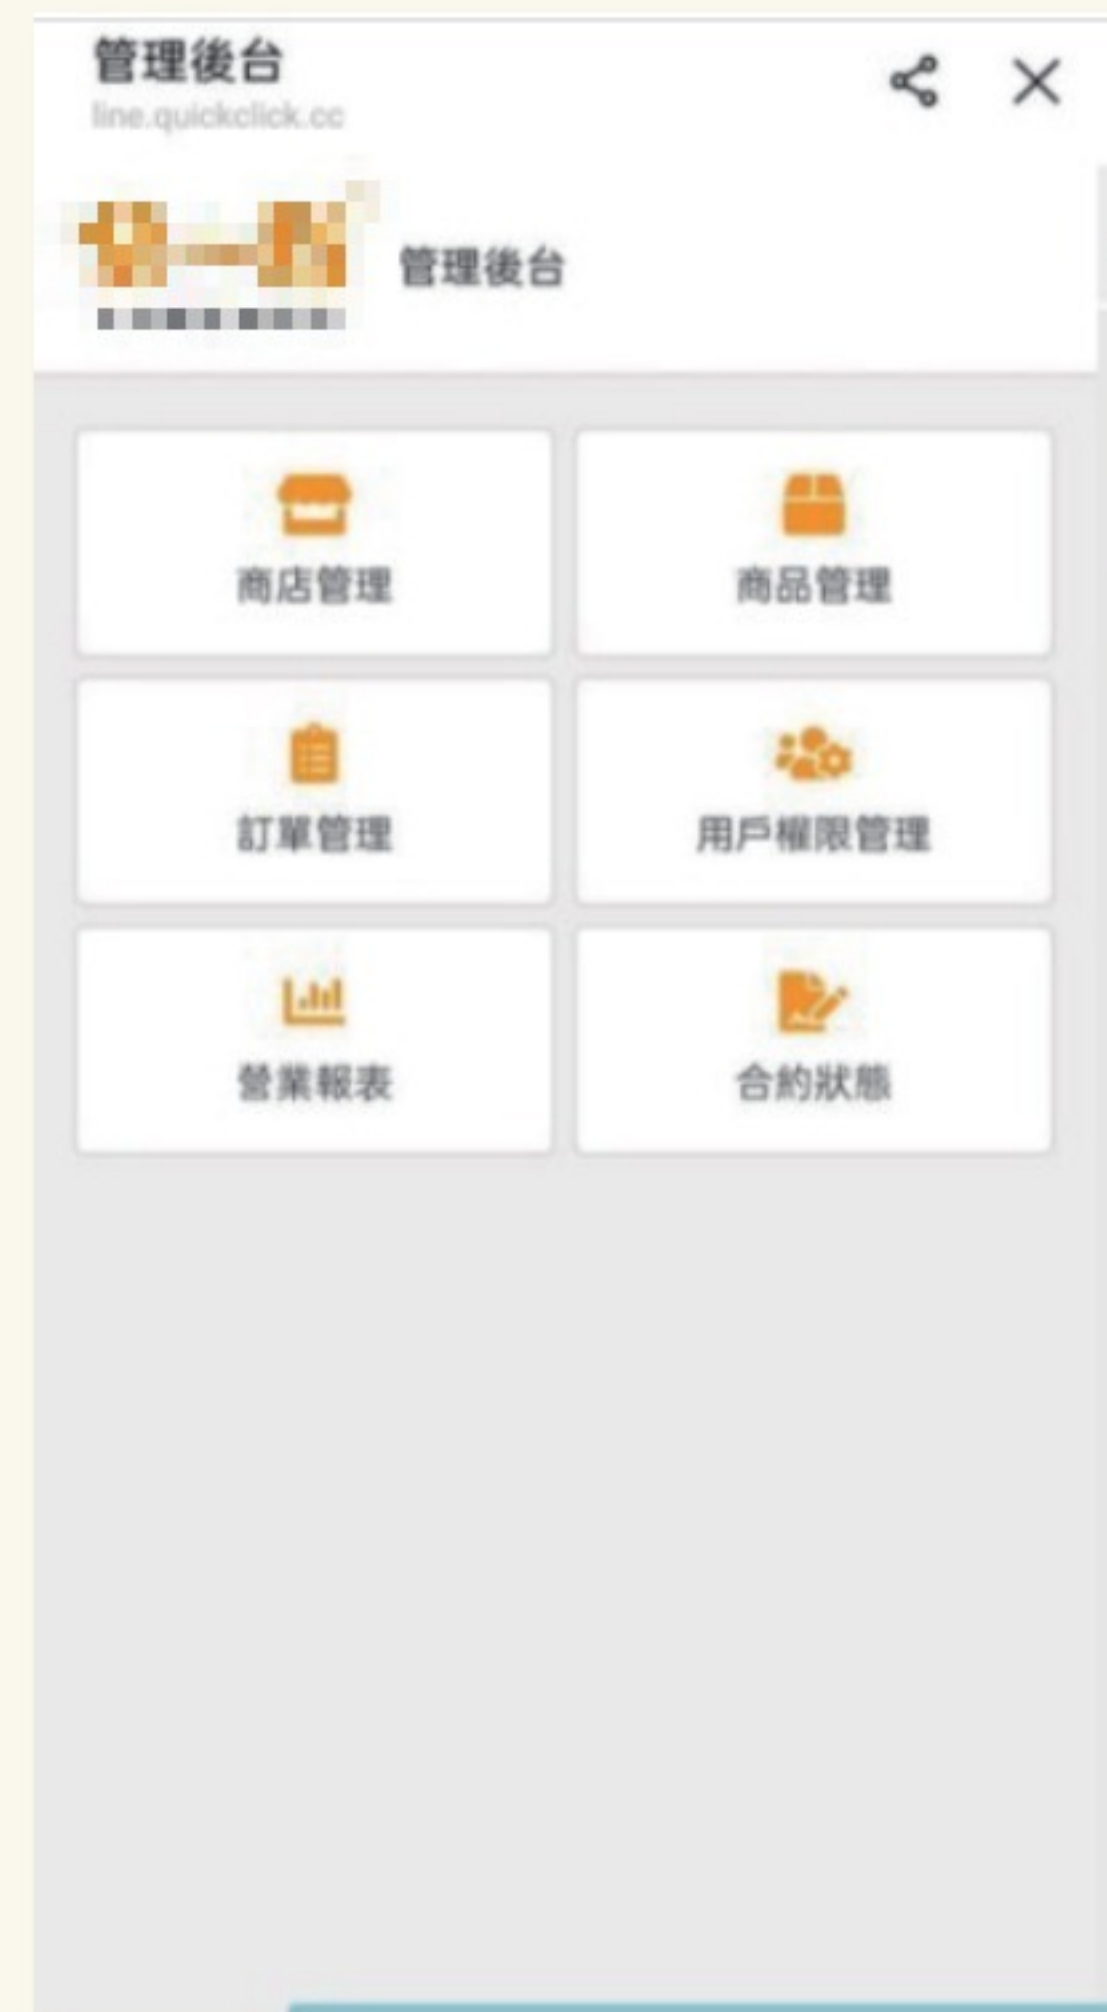 管理後台
line.quickclick.cc
管理後台
商店管理
商品管理
訂單管理
用戶權限管理
營業報表
合約狀態